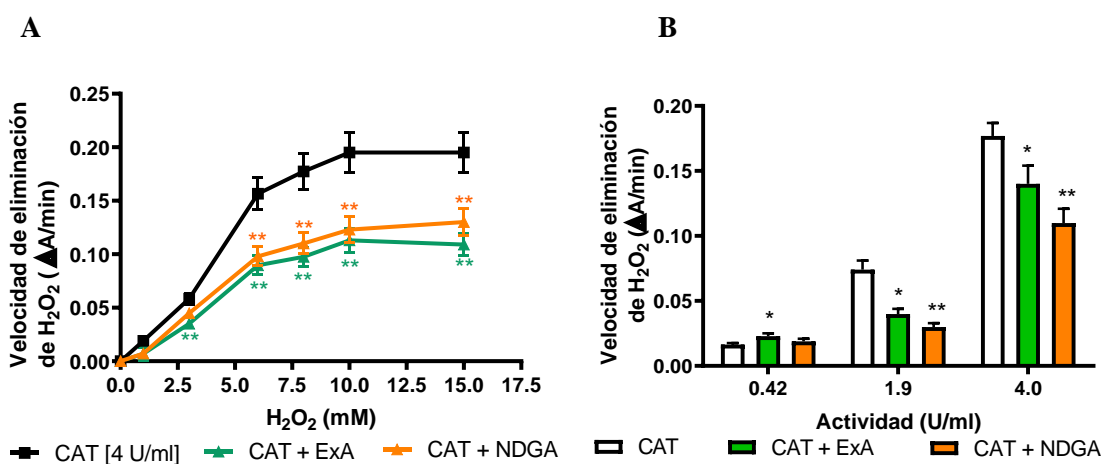 A
B
Velocidad de eliminación
de H₂O₂ (▲A/min)
0.25
0.20
0.15
0.10
0.05
0.00
**
**
**
**
**
**
**
**
**
0.0
2.5
5.0
7.5
10.0
12.5
15.0
17.5
H₂O₂ (mM)
CAT [4 U/ml]
CAT + ExA
CAT + NDGA
Velocidad de eliminación
de H₂O₂ (▲A/min)
0.20
0.15
0.10
0.05
0.00
*
*
**
*
**
0.42
1.9
4.0
Actividad (U/ml)
CAT
CAT + ExA
CAT + NDGA